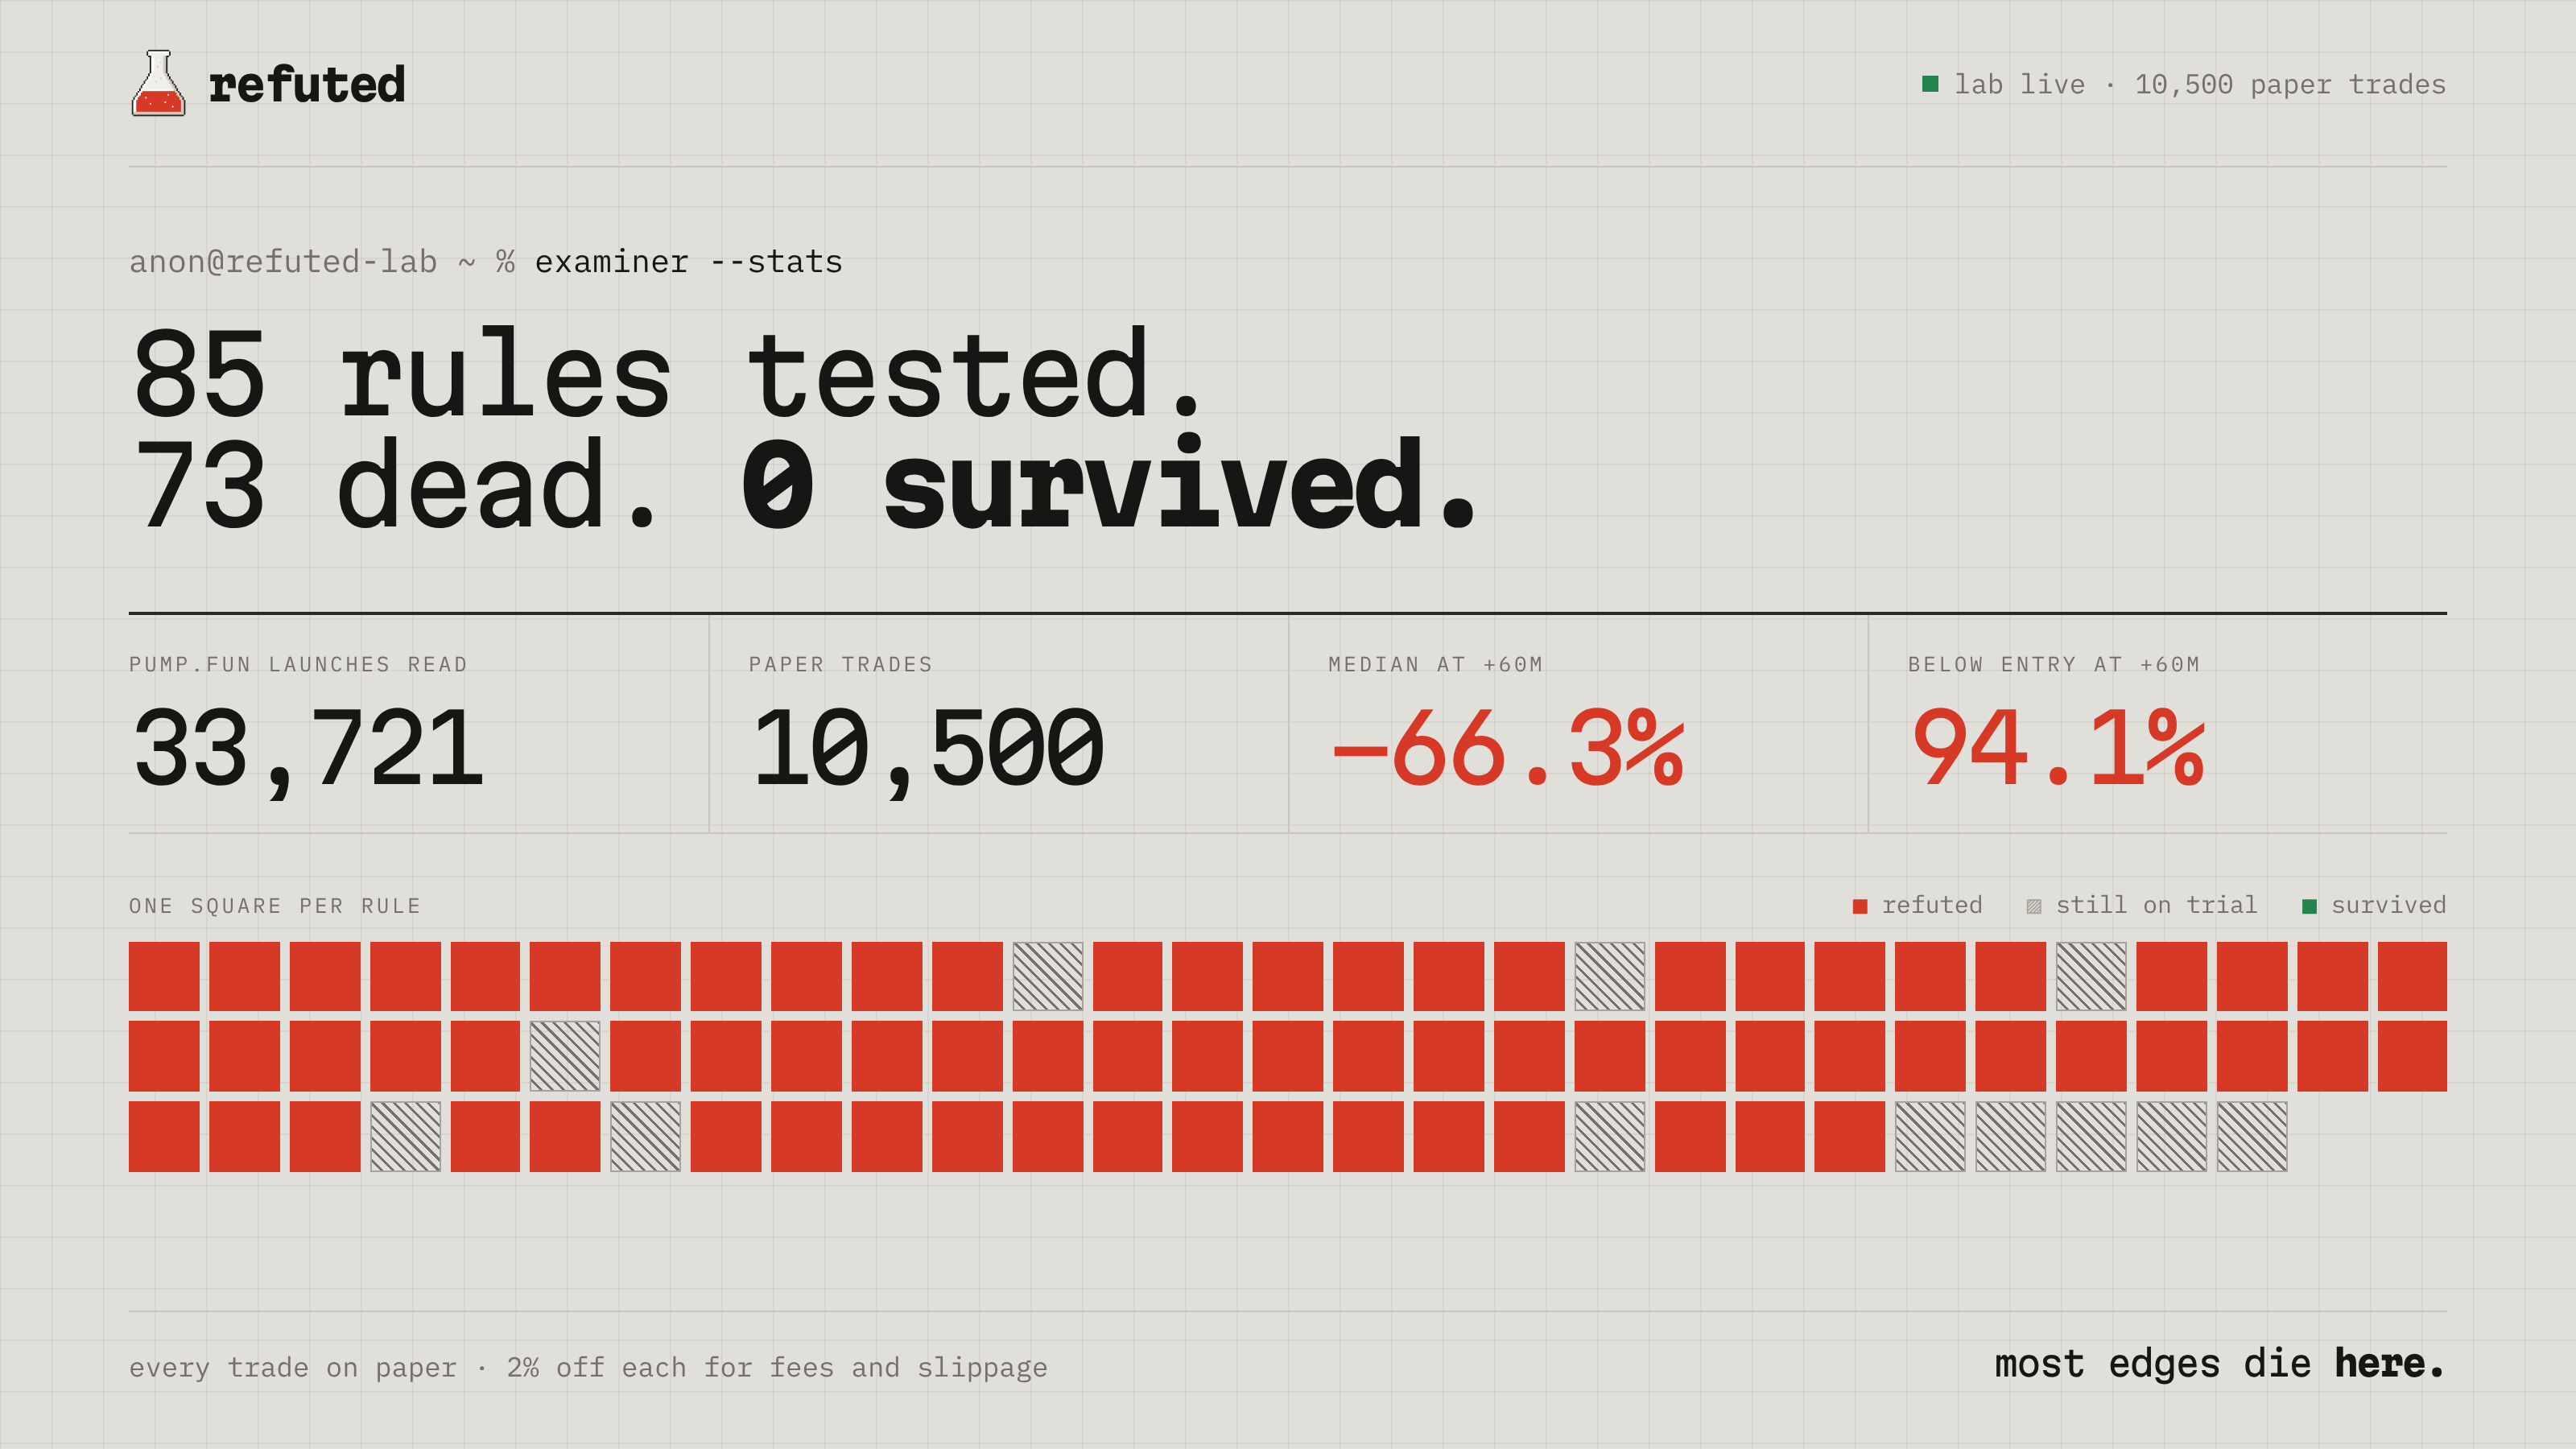 refuted
lab live · 10,500 paper trades
anon@refuted-lab ~ % examiner --stats
85 rules tested.
73 dead. 0 survived.
PUMP.FUN LAUNCHES READ
33,721
PAPER TRADES
10,500
MEDIAN AT +60M
−66.3%
BELOW ENTRY AT +60M
94.1%
ONE SQUARE PER RULE
refuted
still on trial
survived
every trade on paper · 2% off each for fees and slippage
most edges die here.